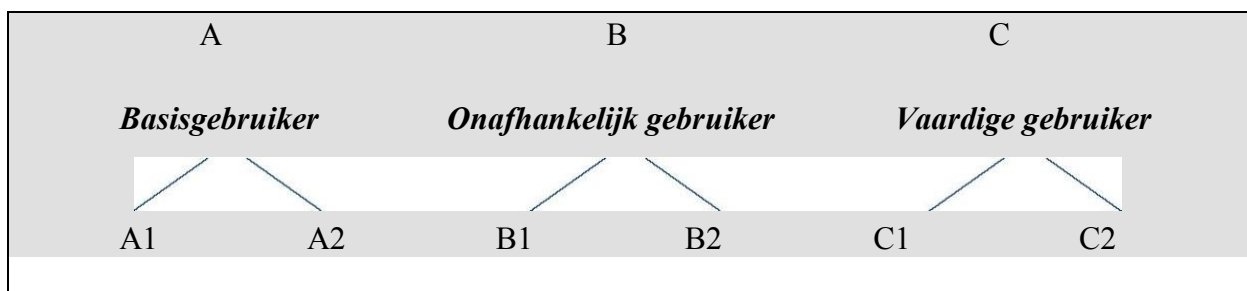 A B C
Basisgebruiker Onafhankelijk gebruiker Vaardige gebruiker
A1 A2 B1 B2 C1 C2